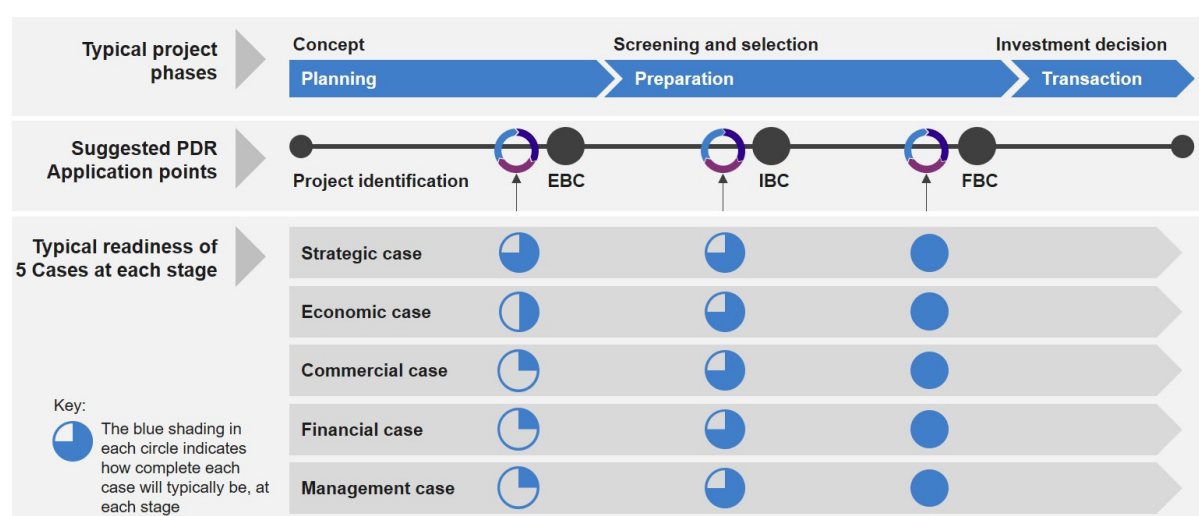 Typical project
phases
Concept
Screening and selection
Investment decision
Planning
Preparation
Transaction
Suggested PDR
Application points
Project identification
EBC
IBC
FBC
Typical readiness of
5 Cases at each stage
Strategic case
Economic case
Commercial case
Financial case
Management case
Key:
The blue shading in
each circle indicates
how complete each
case will typically be, at
each stage